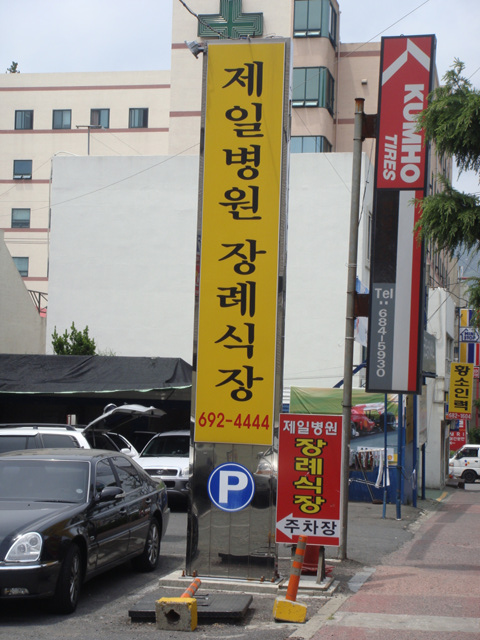 제일병원 장례식장
692-4444
P
제일병원
장례식장
주차장
KUMHO
TIRES
Tel
684-5930
황소인력